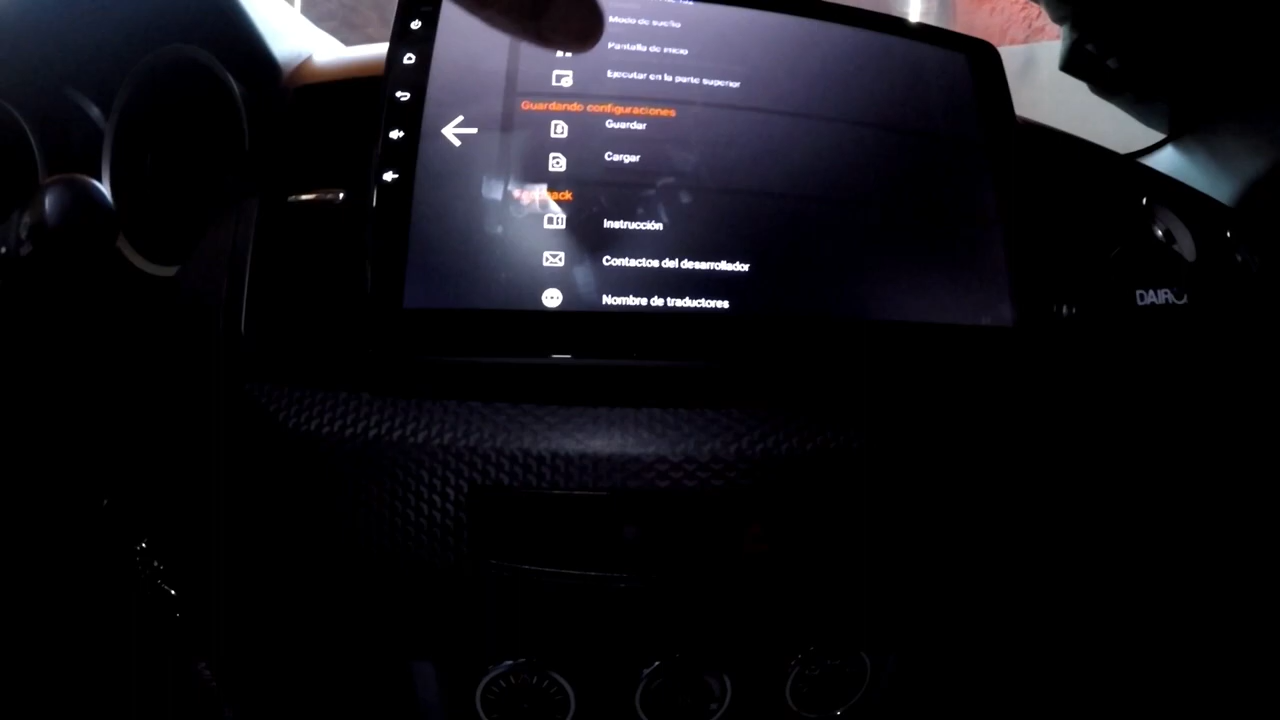 Modo de sueño
Pantalla de inicio
Ejecutar en la parte superior
Guardando configuraciones
Guardar
Cargar
Instrucción
Contactos del desarrollador
Nombre de traductores